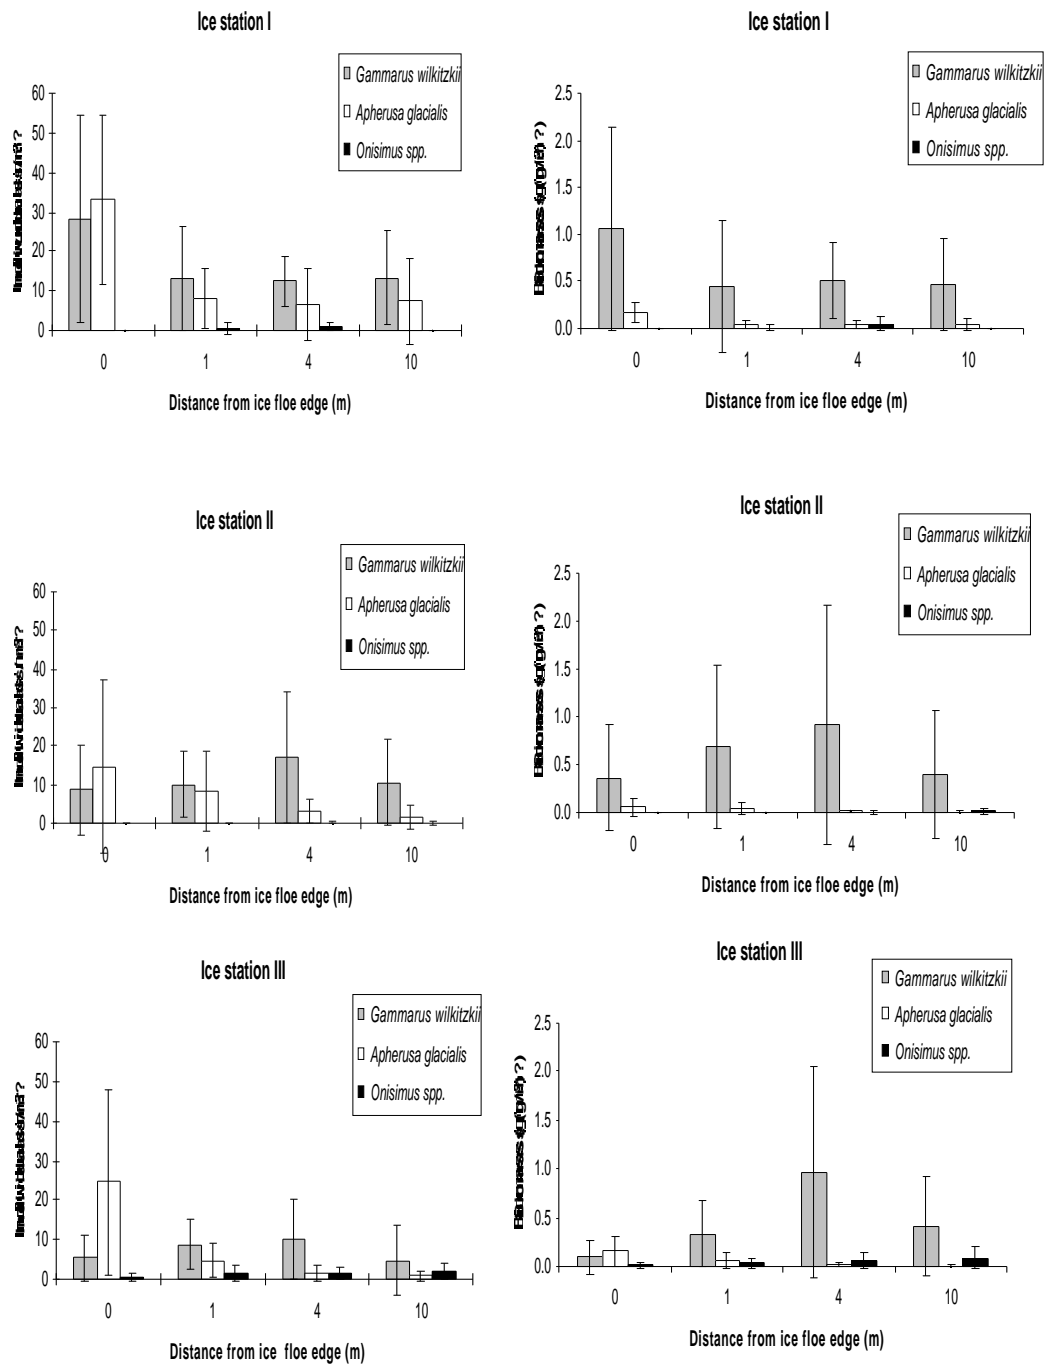 Ice station I
Gammarus wilkitzkii
Apherusa glacialis
Onisimus spp.
60
50
40
30
20
10
0
0 1 4 10
Distance from ice floe edge (m)
Ice station I
Gammarus wilkitzkii
Apherusa glacialis
Onisimus spp.
2.5
2.0
1.5
1.0
0.5
0.0
0 1 4 10
Distance from ice floe edge (m)
Ice station II
Gammarus wilkitzkii
Apherusa glacialis
Onisimus spp.
60
50
40
30
20
10
0
0 1 4 10
Distance from ice floe edge (m)
Ice station II
Gammarus wilkitzkii
Apherusa glacialis
Onisimus spp.
2.5
2.0
1.5
1.0
0.5
0.0
0 1 4 10
Distance from ice floe edge (m)
Ice station III
Gammarus wilkitzkii
Apherusa glacialis
Onisimus spp.
60
50
40
30
20
10
0
0 1 4 10
Distance from ice floe edge (m)
Ice station III
Gammarus wilkitzkii
Apherusa glacialis
Onisimus spp.
2.5
2.0
1.5
1.0
0.5
0.0
0 1 4 10
Distance from ice floe edge (m)